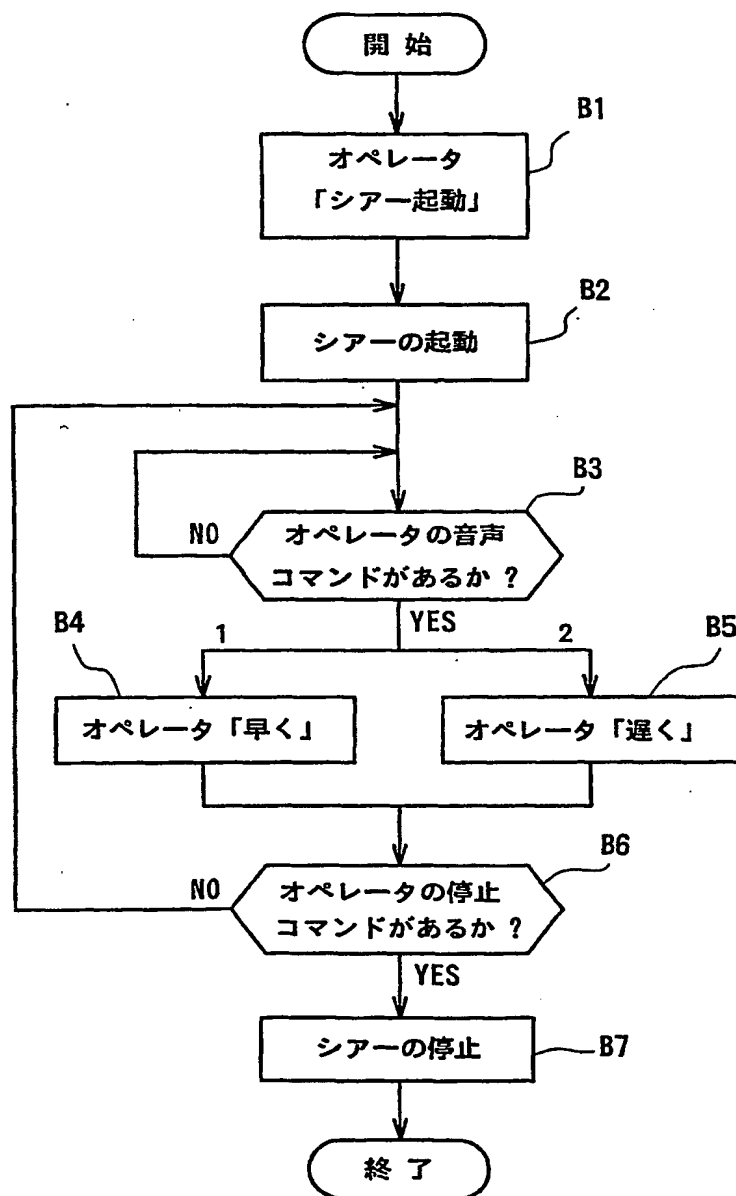 開始
B1
オペレータ
「シアー起動」
B2
シアーの起動
B3
NO
オペレータの音声
コマンドがあるか？
YES
B4
1
2
B5
オペレータ「早く」
オペレータ「遅く」
B6
NO
オペレータの停止
コマンドがあるか？
YES
シアーの停止
B7
終了